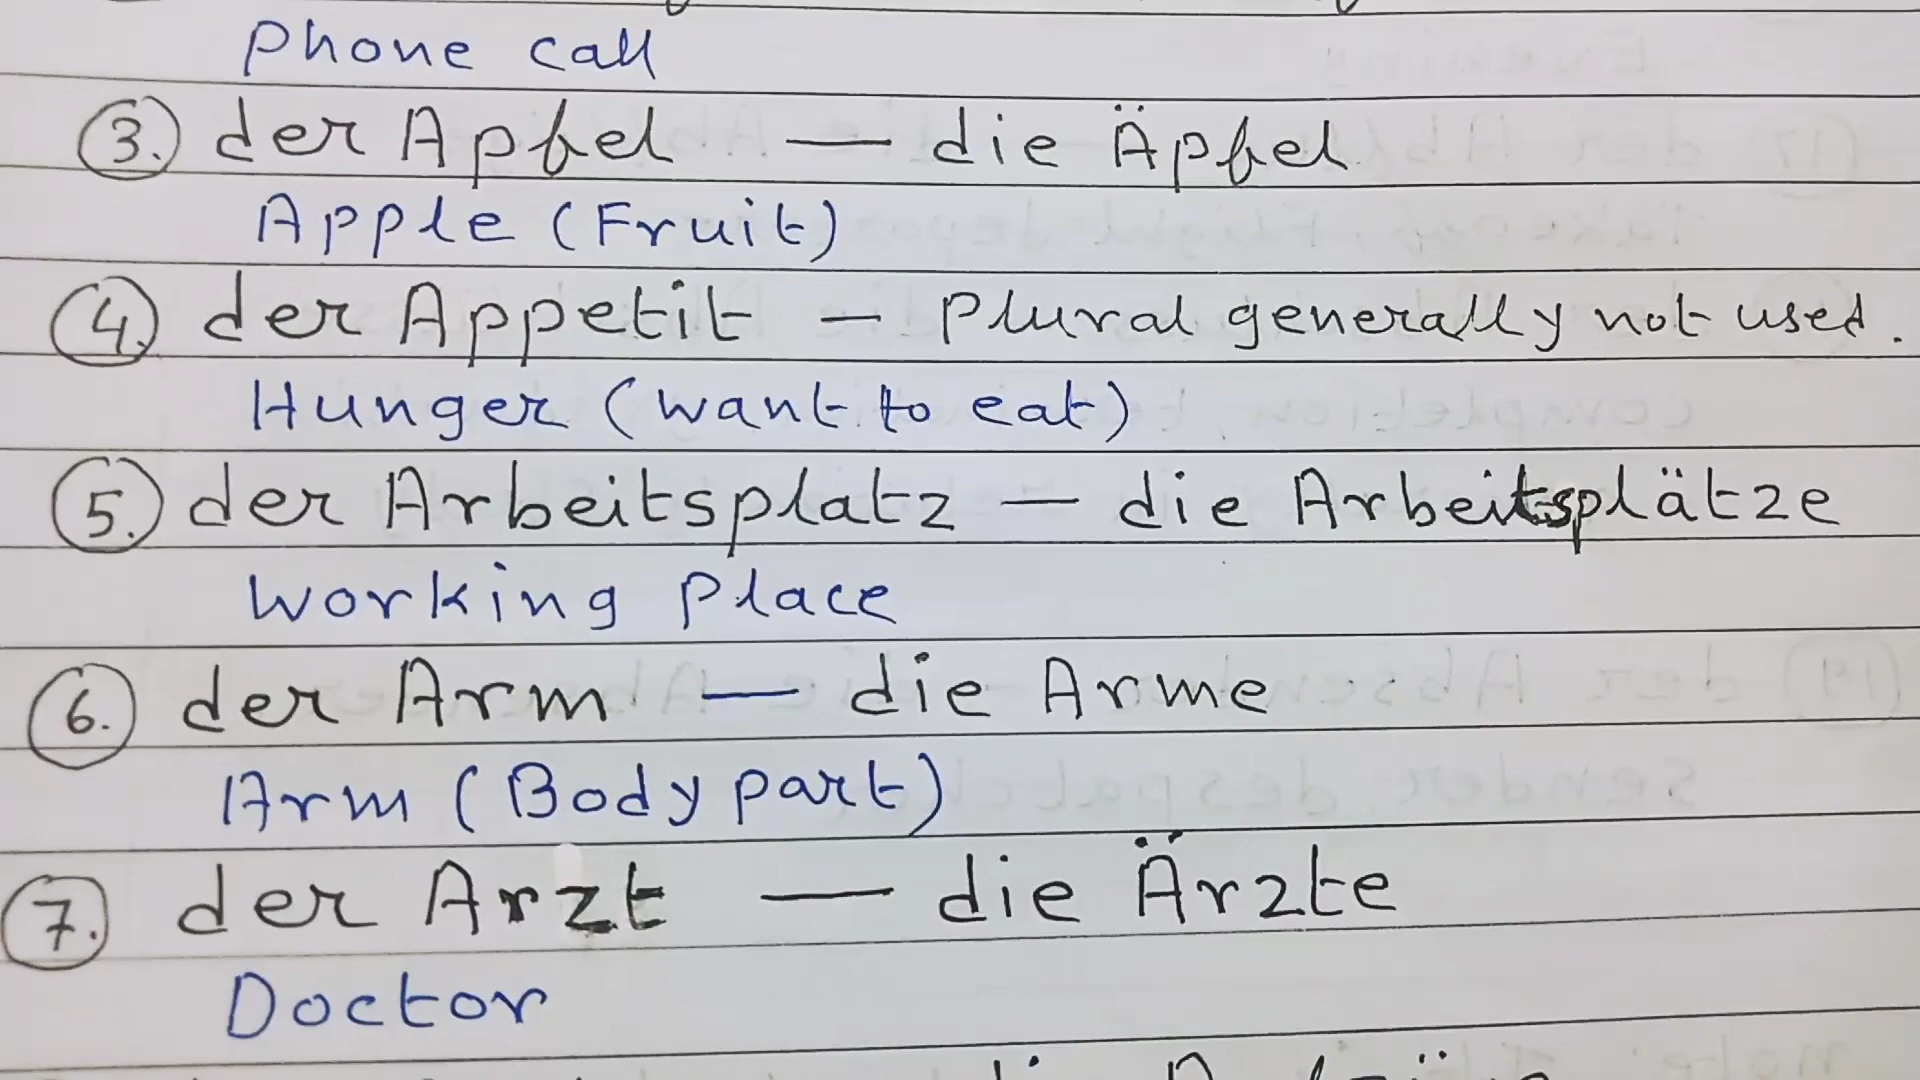 Phone call
3. der Apfel — die Äpfel
Apple (Fruit)
4. der Appetit — Plural generally not used.
Hunger (want to eat)
5. der Arbeitsplatz — die Arbeitsplätze
Working Place
6. der Arm — die Arme
Arm (Body part)
7. der Arzt — die Ärzte
Doctor